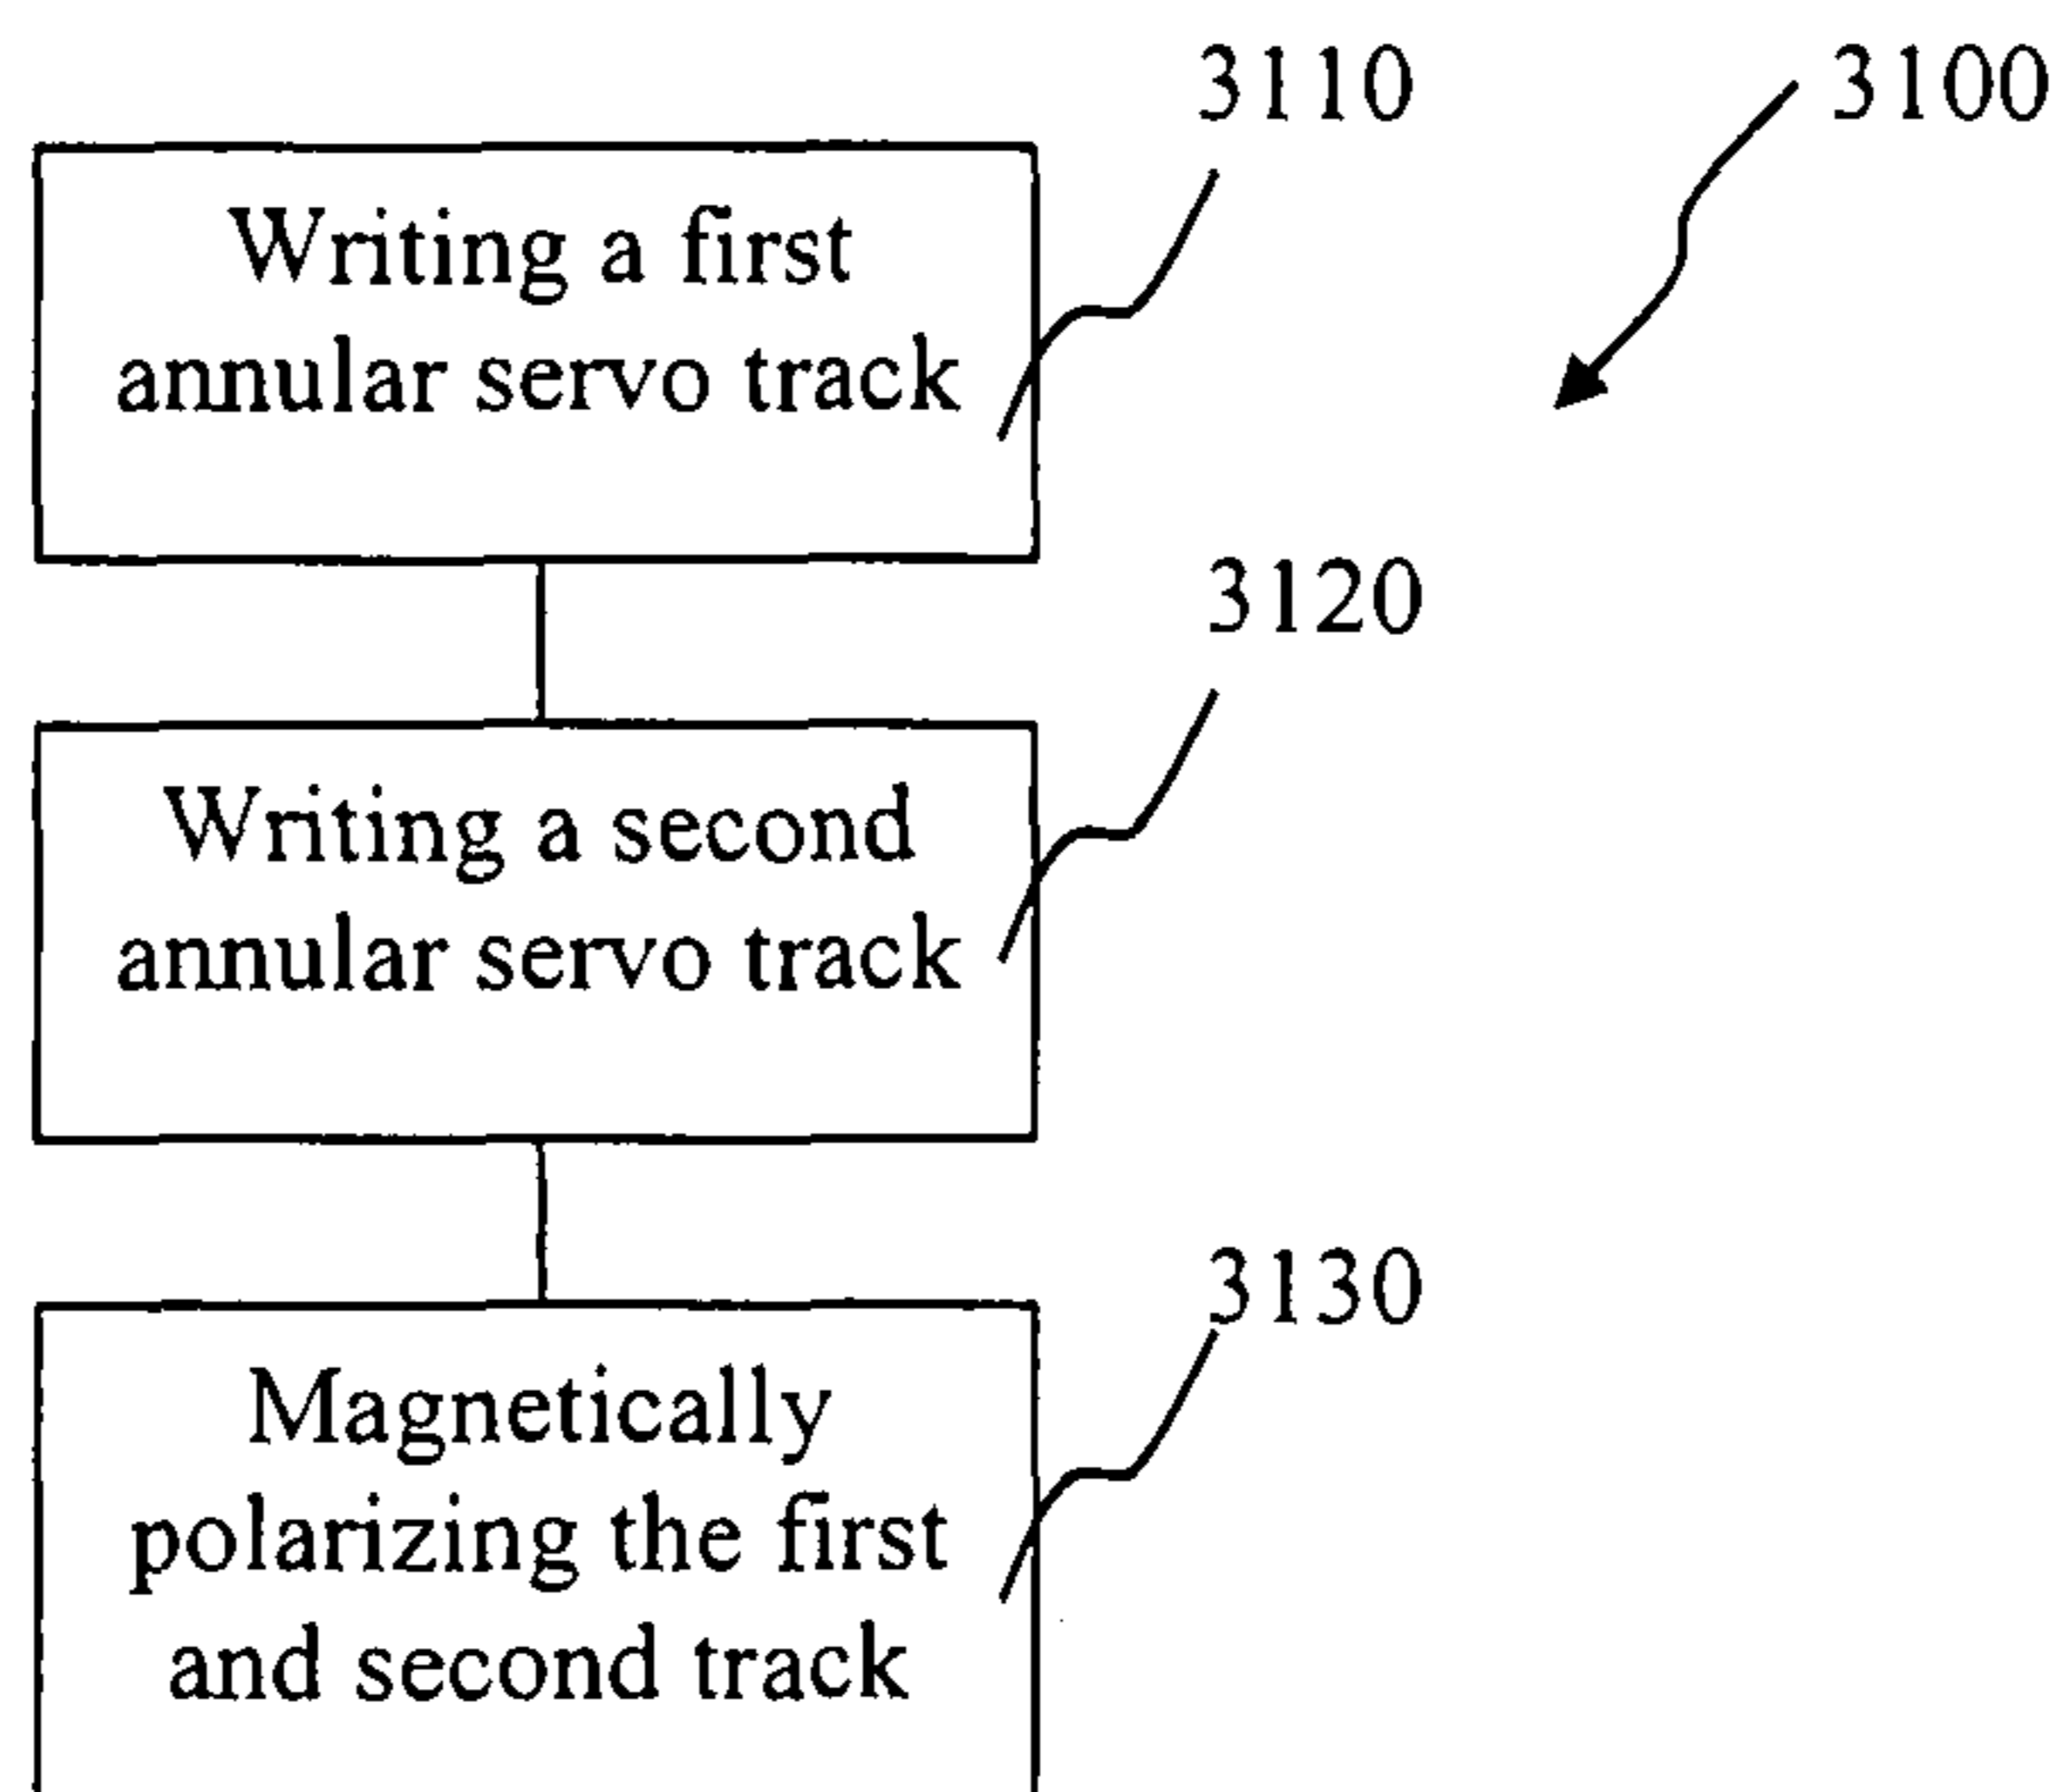 3110
3100
Writing a first
annular servo track
3120
Writing a second
annular servo track
3130
Magnetically
polarizing the first
and second track